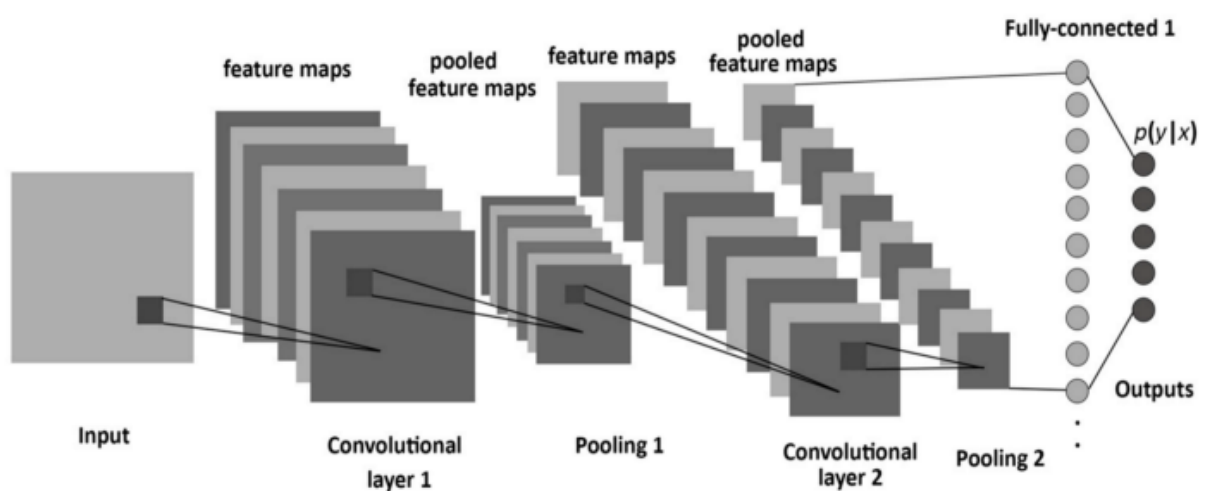 Fully-connected 1
pooled
feature maps
feature maps
pooled
feature maps
feature maps
p(y|x)
Outputs
Input
Convolutional
layer 1
Pooling 1
Convolutional
layer 2
Pooling 2